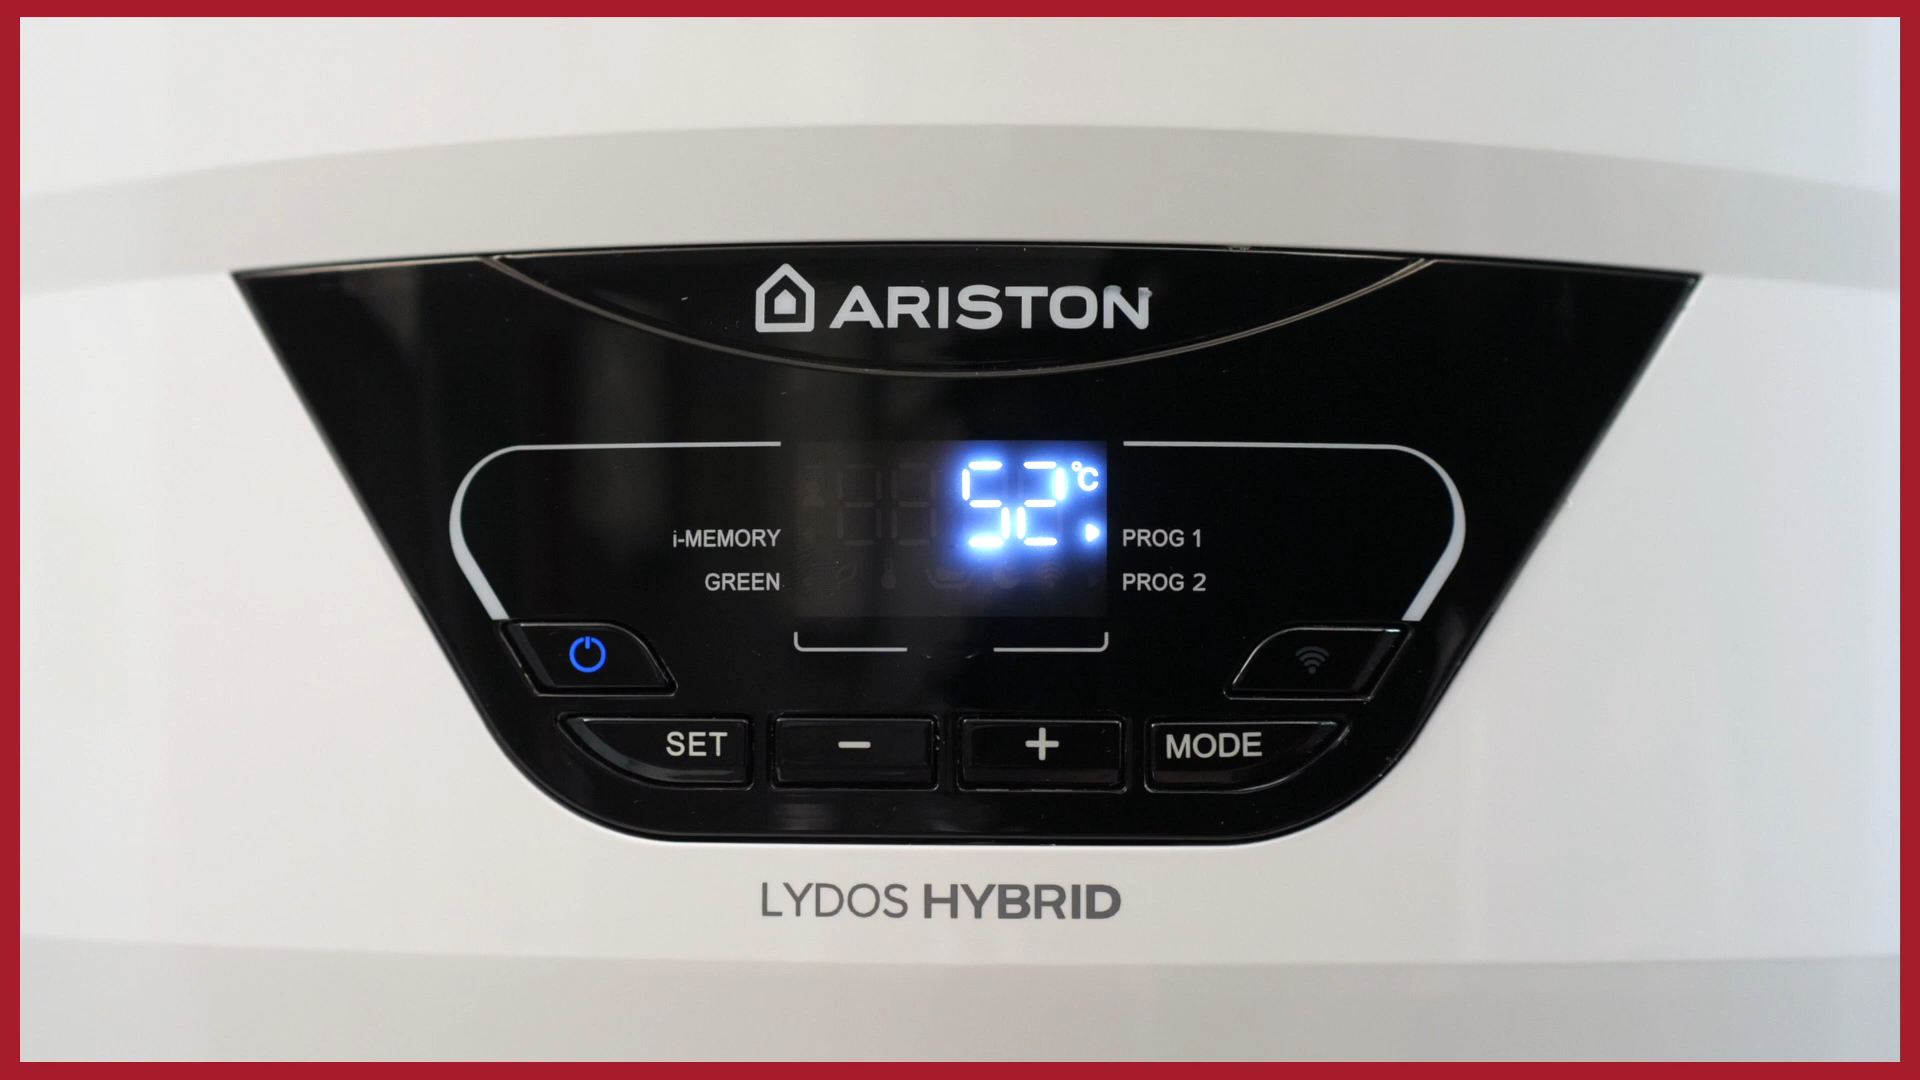 ARISTON
52 °C
i-MEMORY
PROG 1
GREEN
PROG 2
SET
−
+
MODE
LYDOS HYBRID